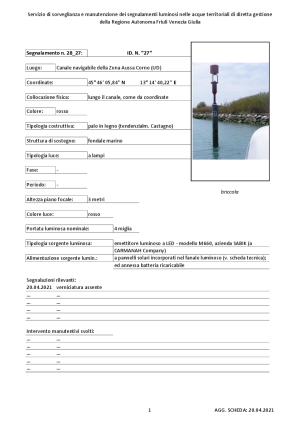 Servizio di sorveglianza e manutenzione dei segnalamenti luminosi nelle acque territoriali di diretta gestione
della Regione Autonoma Friuli Venezia Giulia
Segnalamento n. 28_27: ID. N. "27"
Luogo: Canale navigabile della Zona Aussa Corno (UD)
Coordinate: 45° 46' 05,84" N 13° 14' 40,22" E
Collocazione fisica: lungo il canale, come da coordinate
Colore: rosso
Tipologia costruttiva: palo in legno (tendenzialm. Castagno)
Struttura di sostegno: fondale marino
Tipologia luce: a lampi
Fase: -
Periodo: -
briccola
Altezza piano focale: 3 metri
Colore luce: rosso
Portata luminosa nominale: 4 miglia
Tipologia sorgente luminosa: emettitore luminoso a LED - modello M660, azienda SABIK (a
CARMANAH Company)
Alimentazione sorgente lumin.: a pannelli solari incorporati nel fanale luminoso (v. scheda tecnica);
ed annessa batteria ricaricabile
Segnalazioni rilevanti:
20.04.2021 verniciatura assente
... ...
... ...
... ...
... ...
Intervento manutentivi svolti:
... ...
... ...
... ...
... ...
... ...
1 AGG. SCHEDA: 20.04.2021